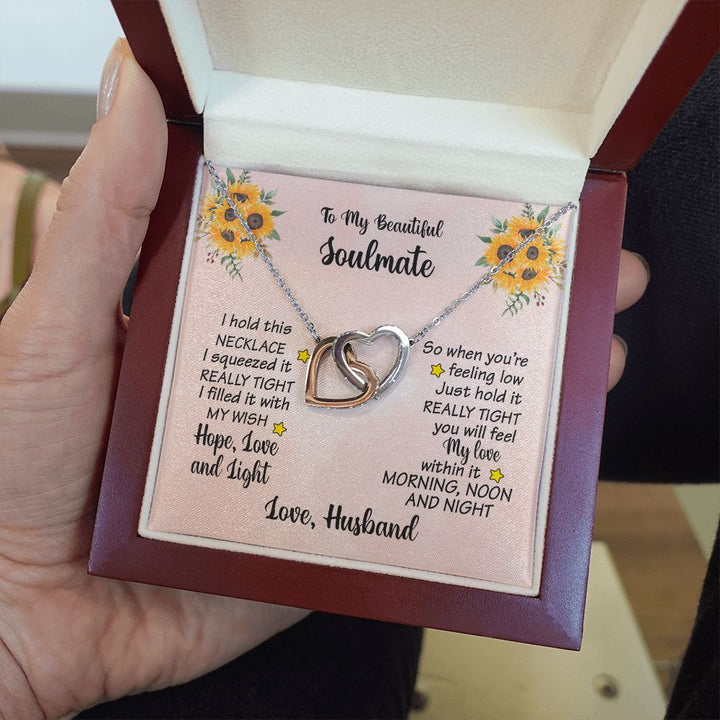 To My Beautiful
Soulmate
I hold this
NECKLACE
I squeezed it
REALLY TIGHT
I filled it with
MY WISH
Hope, Love
and Light
So when you're
feeling low
Just hold it
REALLY TIGHT
you will feel
My love
within it
MORNING, NOON
AND NIGHT
Love, Husband